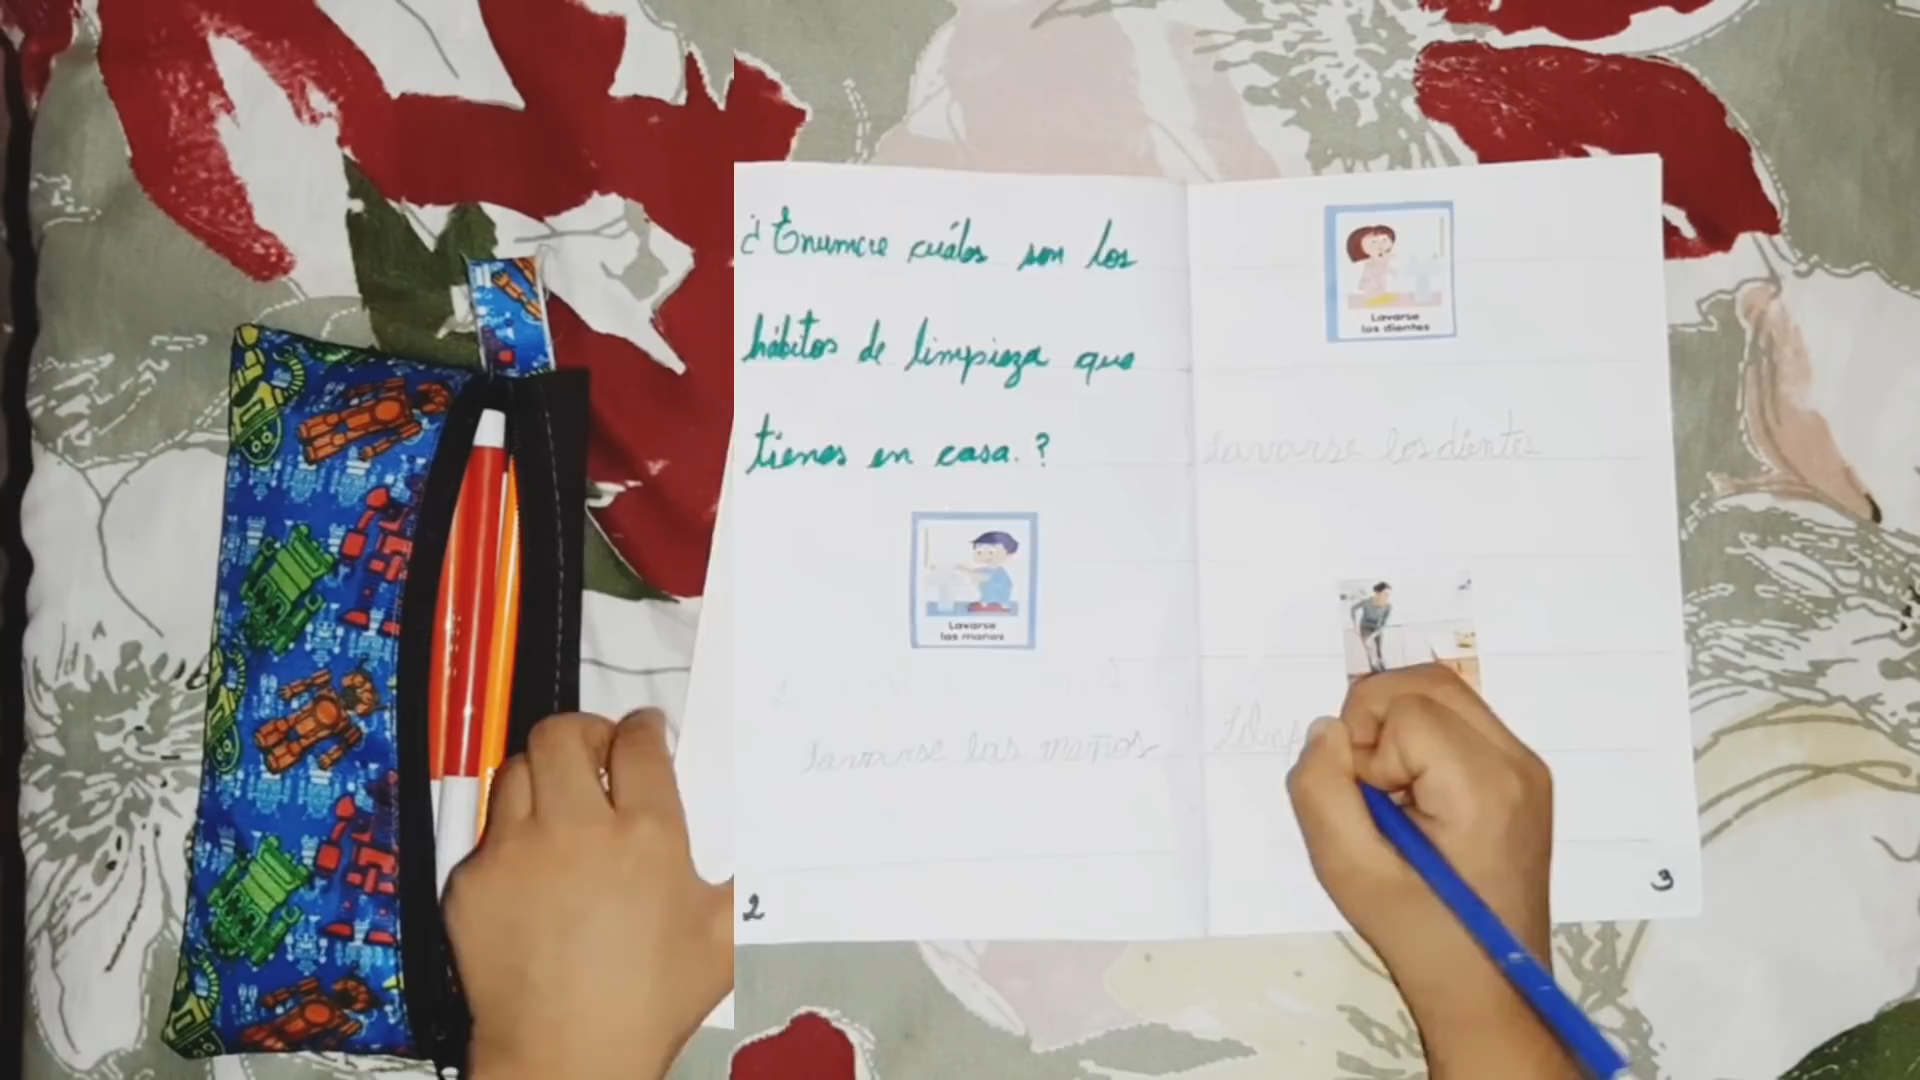 ¿Enumere cuáles son los
hábitos de limpieza que
tienes en casa.?
Lavarse
las manos
lavarse las manos
2
Lavarse
los dientes
lavarse los dientes
Limp
3